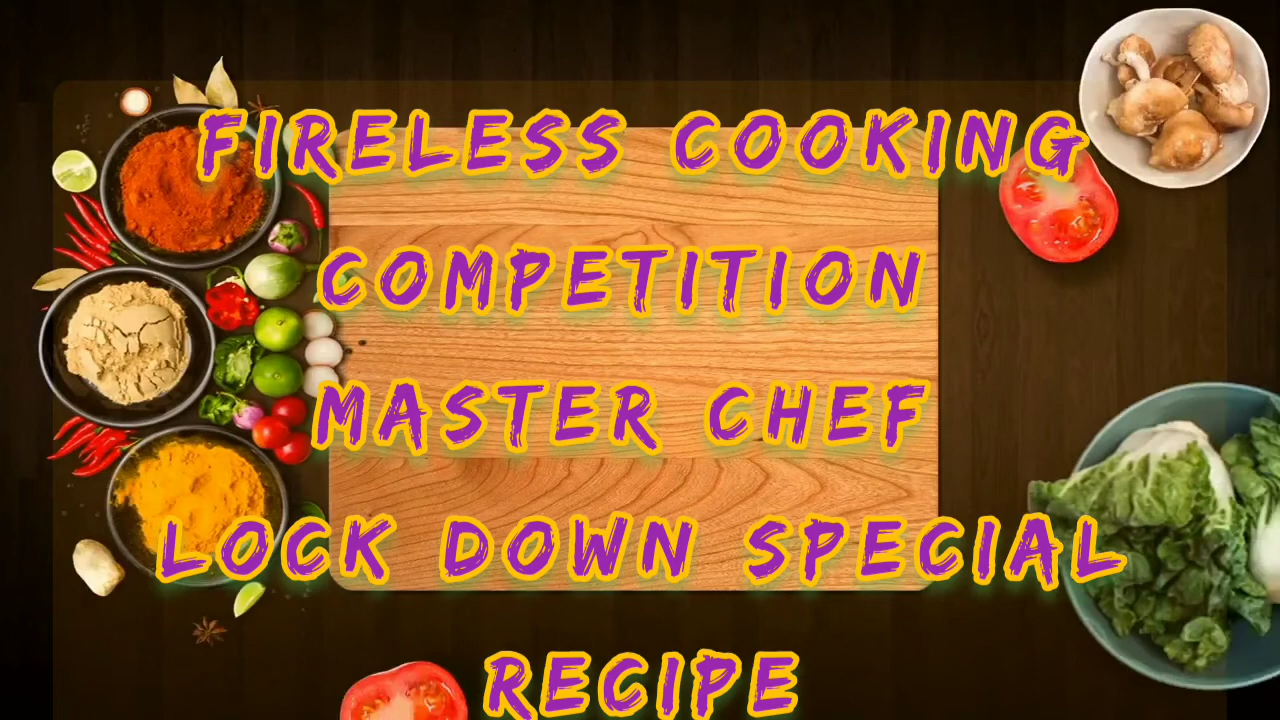 FIRELESS COOKING
COMPETITION
MASTER CHEF
LOCK DOWN SPECIAL
RECIPE